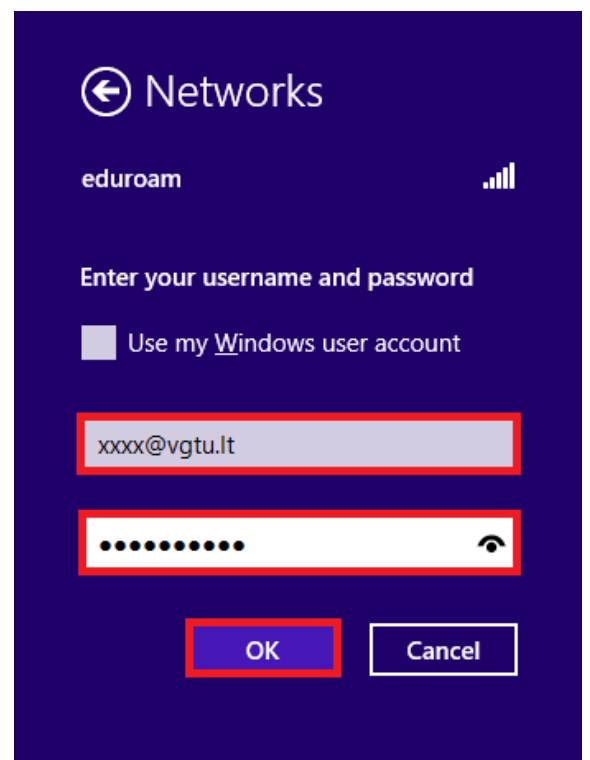 Networks
eduroam
Enter your username and password
Use my Windows user account
xxxx@vgtu.lt
••••••••••
OK Cancel